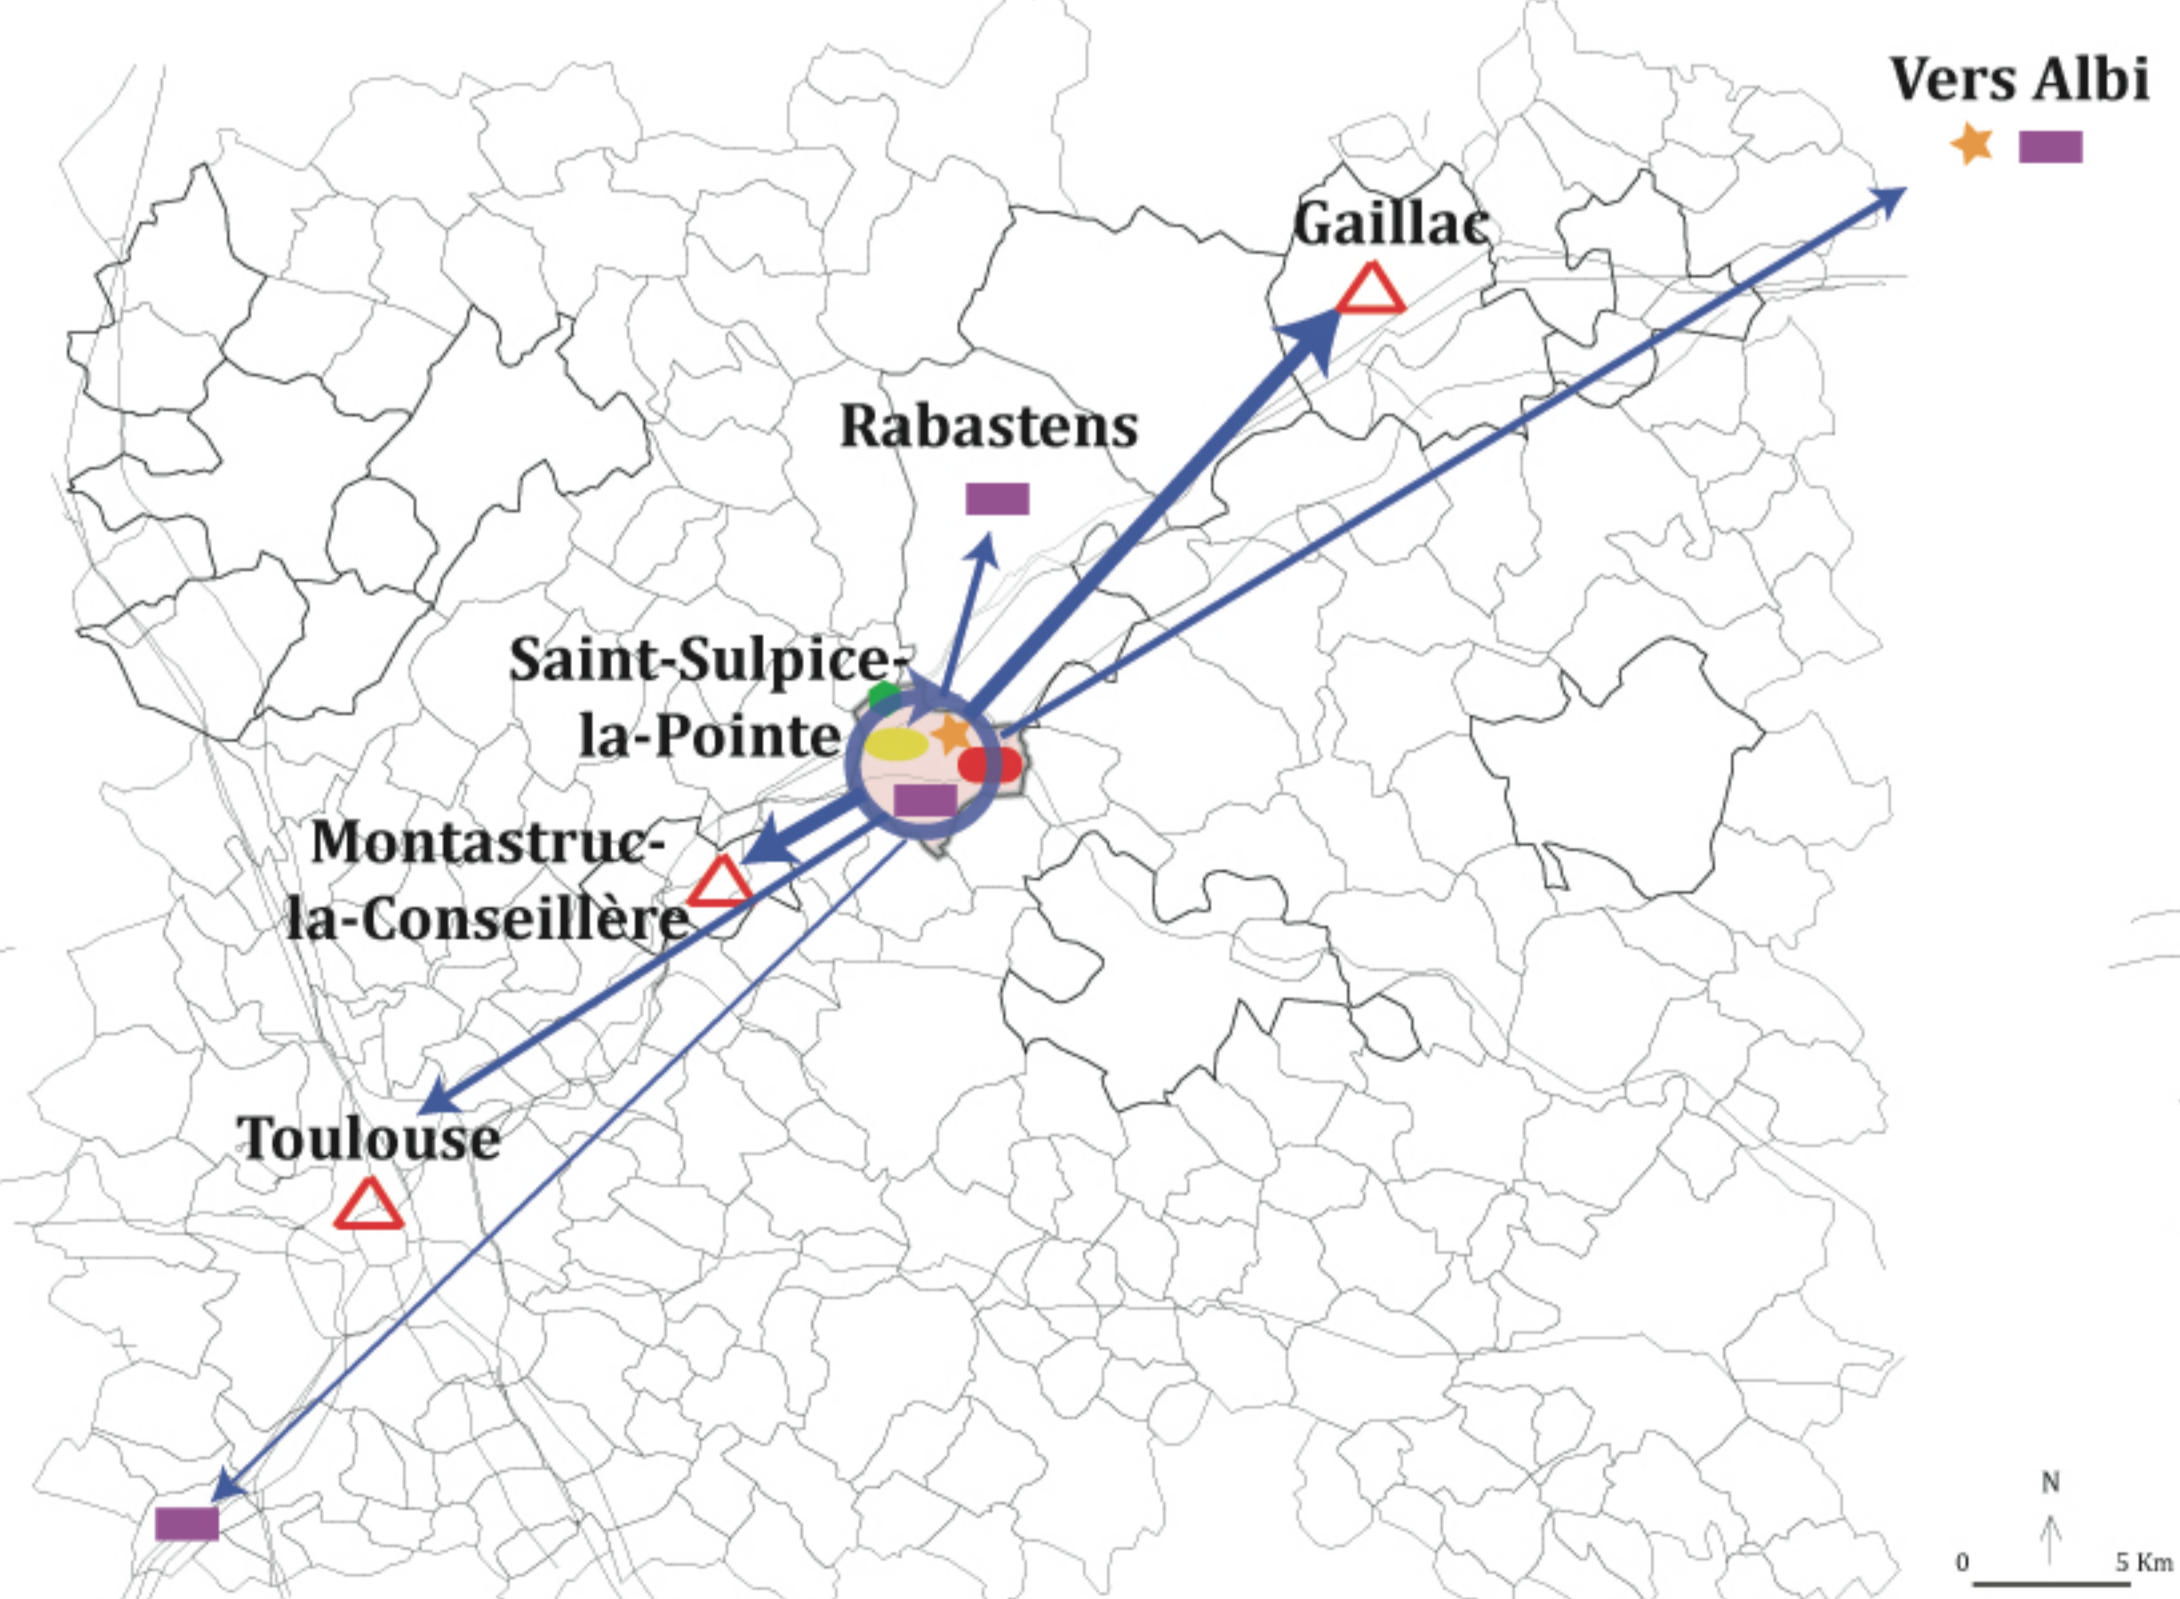 Vers Albi
Gaillac
Rabastens
Saint-Sulpice-
la-Pointe
Montastruc-
la-Conseillère
Toulouse
N
0 5 Km